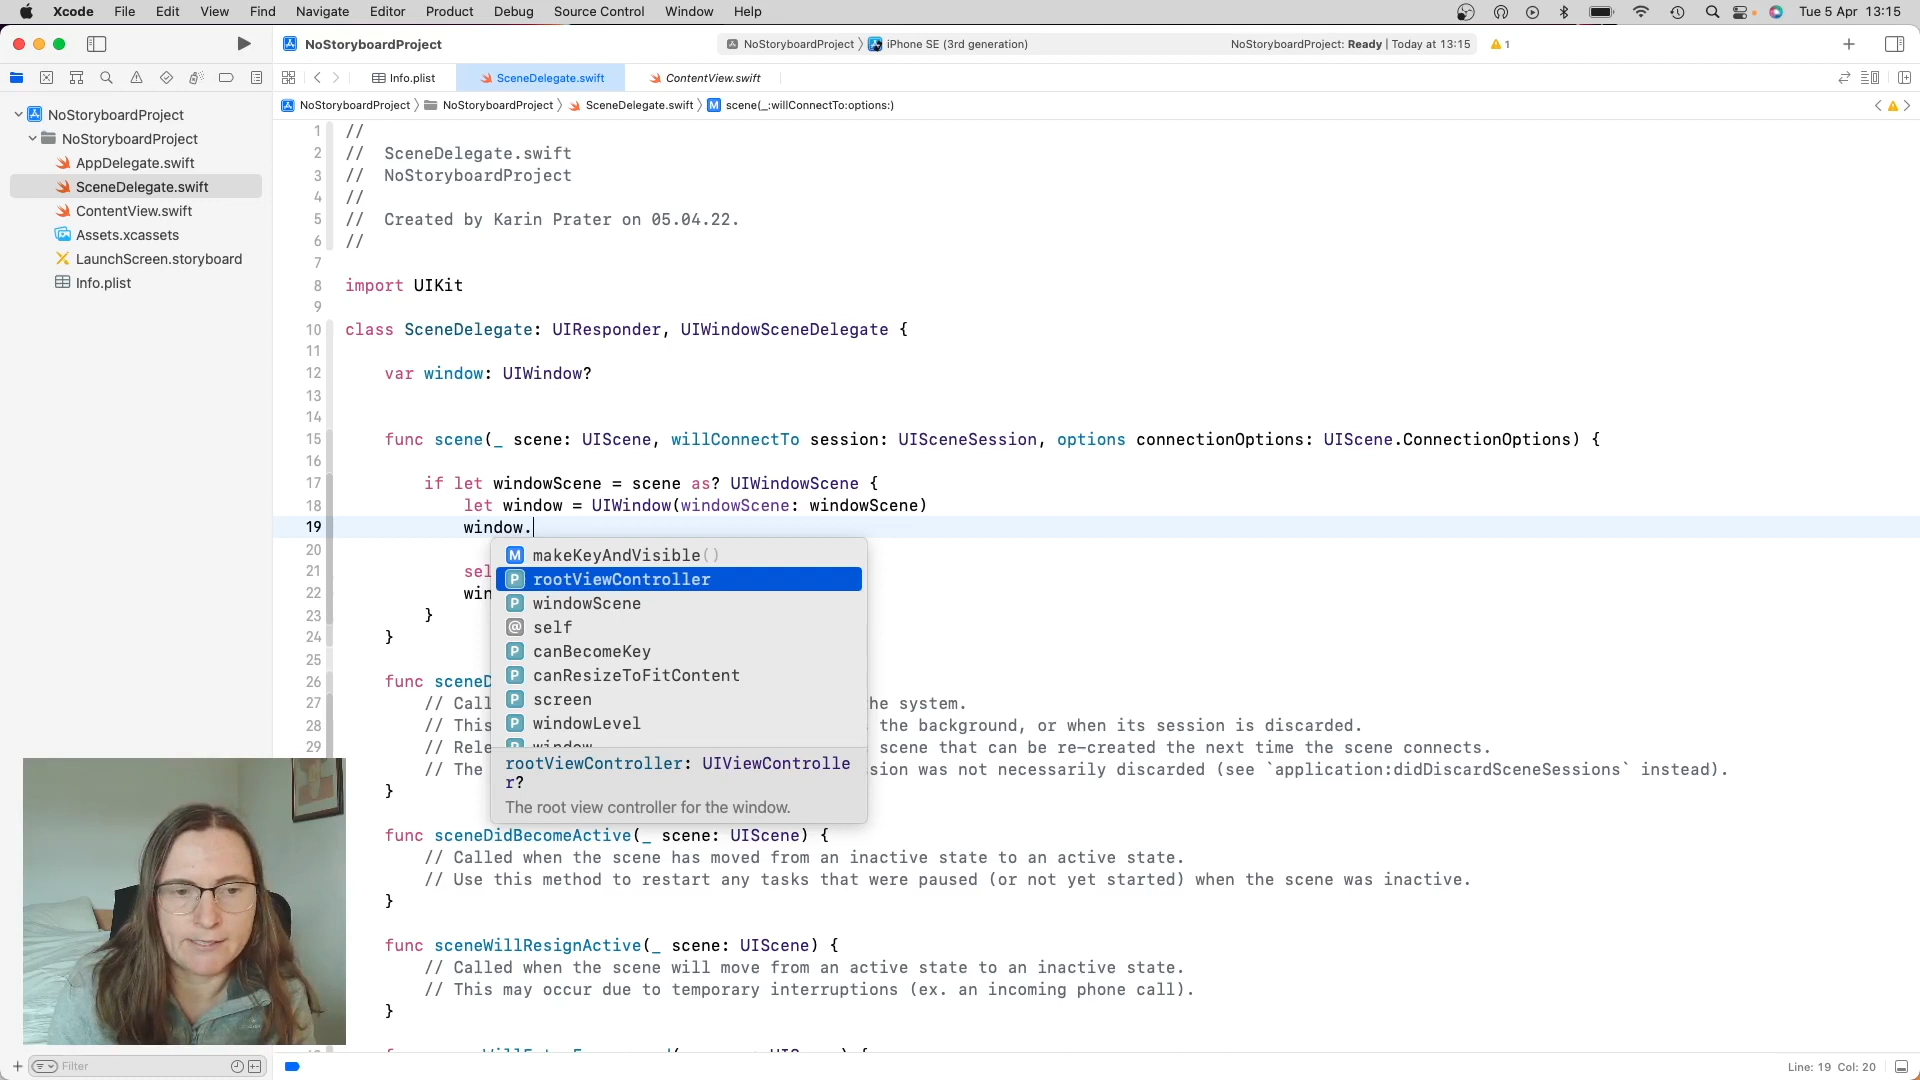 Xcode File Edit View Find Navigate Editor Product Debug Source Control Window Help Tue 5 Apr 13:15
NoStoryboardProject NoStoryboardProject iPhone SE (3rd generation) NoStoryboardProject: Ready | Today at 13:15 1
Info.plist SceneDelegate.swift ContentView.swift
NoStoryboardProject NoStoryboardProject SceneDelegate.swift M scene(_:willConnectTo:options:)
NoStoryboardProject
NoStoryboardProject
AppDelegate.swift
SceneDelegate.swift
ContentView.swift
Assets.xcassets
LaunchScreen.storyboard
Info.plist
1 //
2 // SceneDelegate.swift
3 // NoStoryboardProject
4 //
5 // Created by Karin Prater on 05.04.22.
6 //
7
8 import UIKit
9
10 class SceneDelegate: UIResponder, UIWindowSceneDelegate {
11
12 var window: UIWindow?
13
14
15 func scene(_ scene: UIScene, willConnectTo session: UISceneSession, options connectionOptions: UIScene.ConnectionOptions) {
16
17 if let windowScene = scene as? UIWindowScene {
18 let window = UIWindow(windowScene: windowScene)
19 window.
20
21 sel
22 win
23 }
24 }
25
26 func sceneD
27 // Call he system.
28 // This the background, or when its session is discarded.
29 // Rele scene that can be re-created the next time the scene connects.
// The sion was not necessarily discarded (see `application:didDiscardSceneSessions` instead).
}
M makeKeyAndVisible()
P rootViewController
P windowScene
@ self
P canBecomeKey
P canResizeToFitContent
P screen
P windowLevel
P window
rootViewController: UIViewControlle
r?
The root view controller for the window.
func sceneDidBecomeActive(_ scene: UIScene) {
// Called when the scene has moved from an inactive state to an active state.
// Use this method to restart any tasks that were paused (or not yet started) when the scene was inactive.
}
func sceneWillResignActive(_ scene: UIScene) {
// Called when the scene will move from an active state to an inactive state.
// This may occur due to temporary interruptions (ex. an incoming phone call).
}
Filter
Line: 19 Col: 20